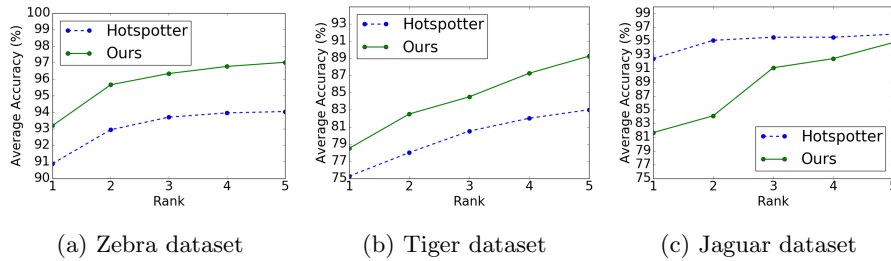 100
99
98
97
96
95
94
93
92
91
90
Average Accuracy (%)
Hotspotter
Ours
1 2 3 4 5
Rank
93
91
89
87
85
83
81
79
77
75
Average Accuracy (%)
Hotspotter
Ours
1 2 3 4 5
Rank
99
97
95
93
91
89
87
85
83
81
79
77
75
Average Accuracy (%)
Hotspotter
Ours
1 2 3 4 5
Rank
(a) Zebra dataset
(b) Tiger dataset
(c) Jaguar dataset